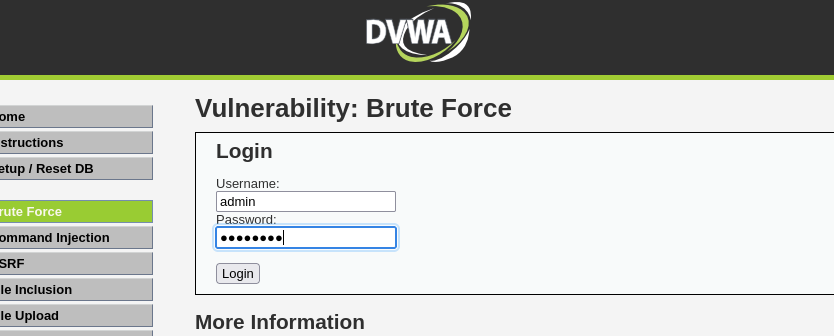 DVWA
ome
structions
etup / Reset DB
rute Force
ommand Injection
SRF
le Inclusion
le Upload
Vulnerability: Brute Force
Login
Username:
admin
Password:
●●●●●●●●
Login
More Information